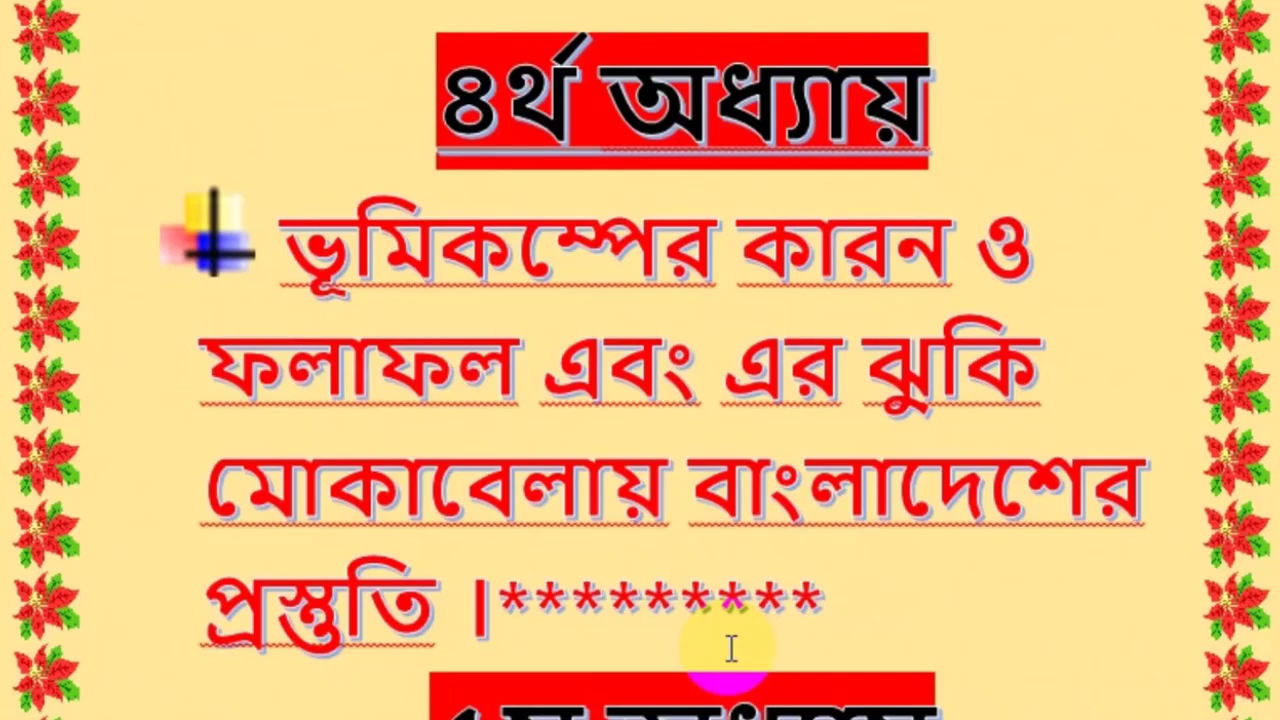 ৪র্থ অধ্যায়
ভূমিকম্পের কারন ও
ফলাফল এবং এর ঝুকি
মোকাবেলায় বাংলাদেশের
প্রস্তুতি |*********